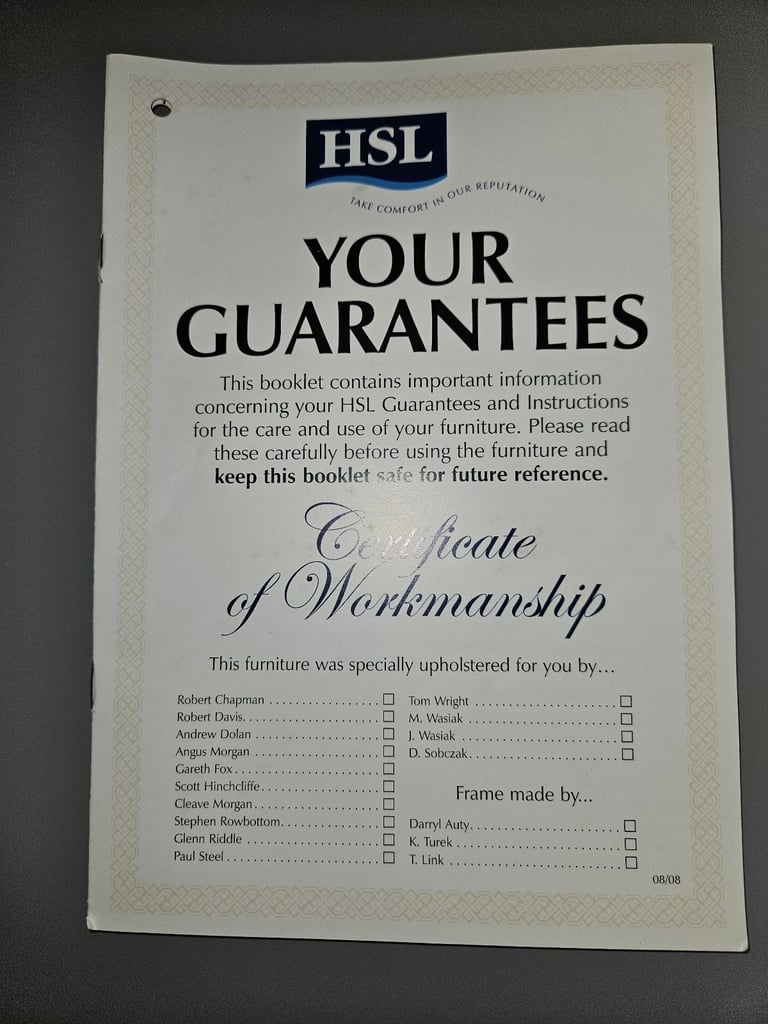 HSL
TAKE COMFORT IN OUR REPUTATION
YOUR
GUARANTEES
This booklet contains important information
concerning your HSL Guarantees and Instructions
for the care and use of your furniture. Please read
these carefully before using the furniture and
keep this booklet safe for future reference.
Certificate
of Workmanship
This furniture was specially upholstered for you by...
Robert Chapman
Robert Davis
Andrew Dolan
Angus Morgan
Gareth Fox
Scott Hinchcliffe
Cleave Morgan
Stephen Rowbottom
Glenn Riddle
Paul Steel
Tom Wright
M. Wasiak
J. Wasiak
D. Sobczak
Frame made by...
Darryl Auty
K. Turek
T. Link
08/08